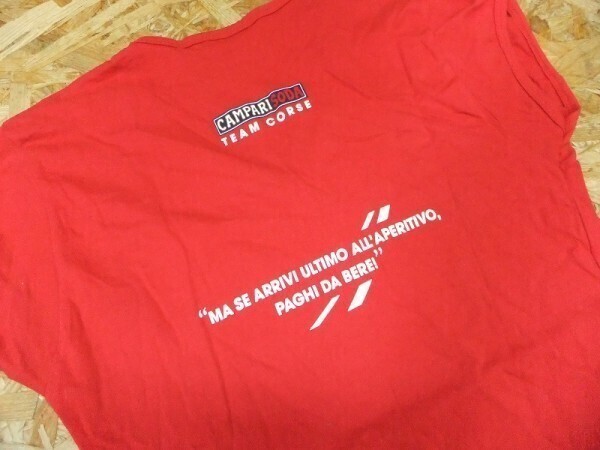 CAMPARISODA
TEAM CORSE
“MA SE ARRIVI ULTIMO ALL'APERITIVO,
PAGHI DA BERE!”